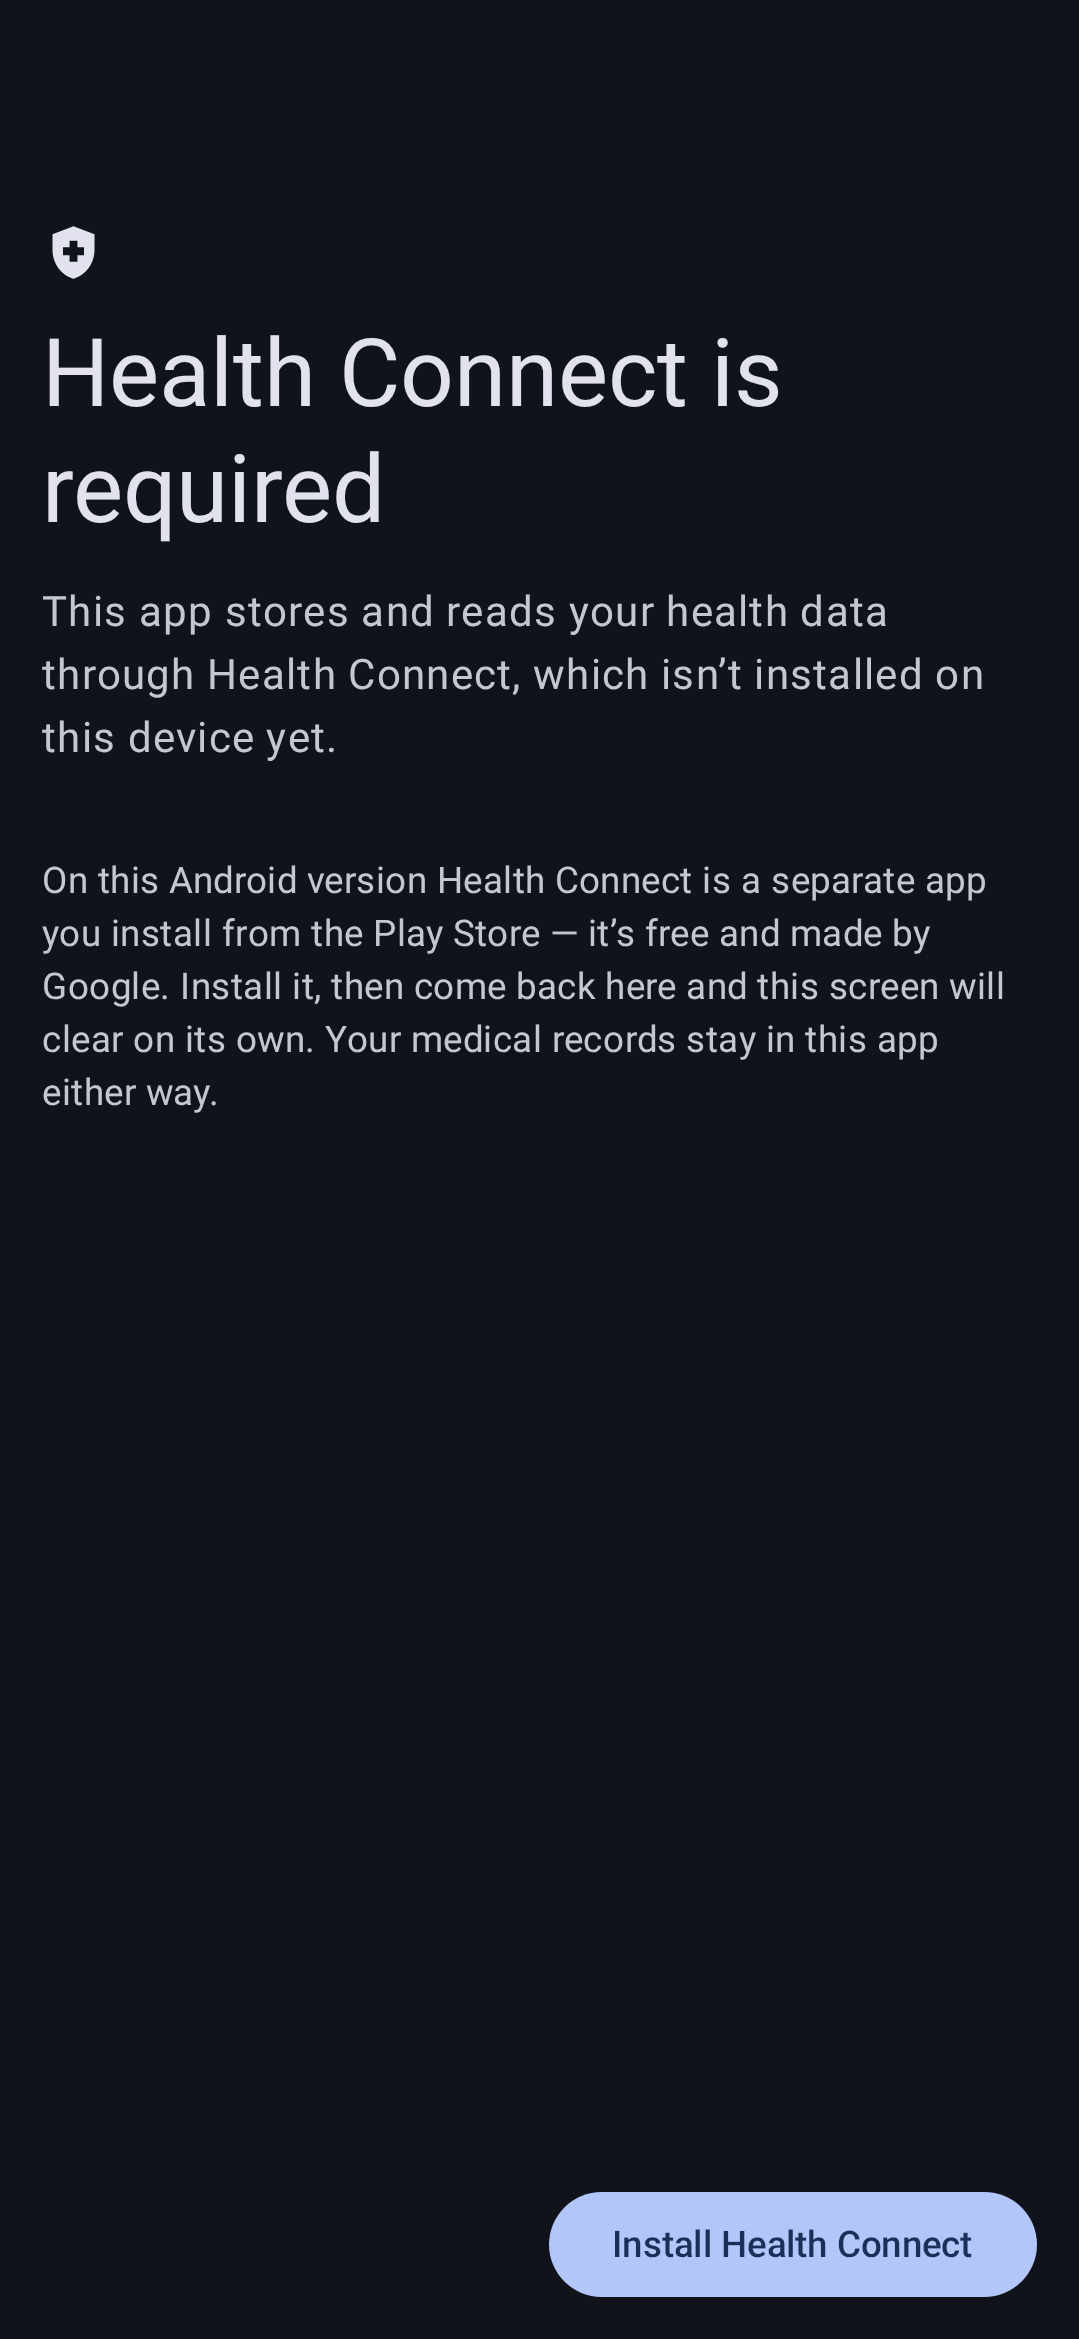 Health Connect is
required
This app stores and reads your health data
through Health Connect, which isn’t installed on
this device yet.
On this Android version Health Connect is a separate app
you install from the Play Store — it’s free and made by
Google. Install it, then come back here and this screen will
clear on its own. Your medical records stay in this app
either way.
Install Health Connect